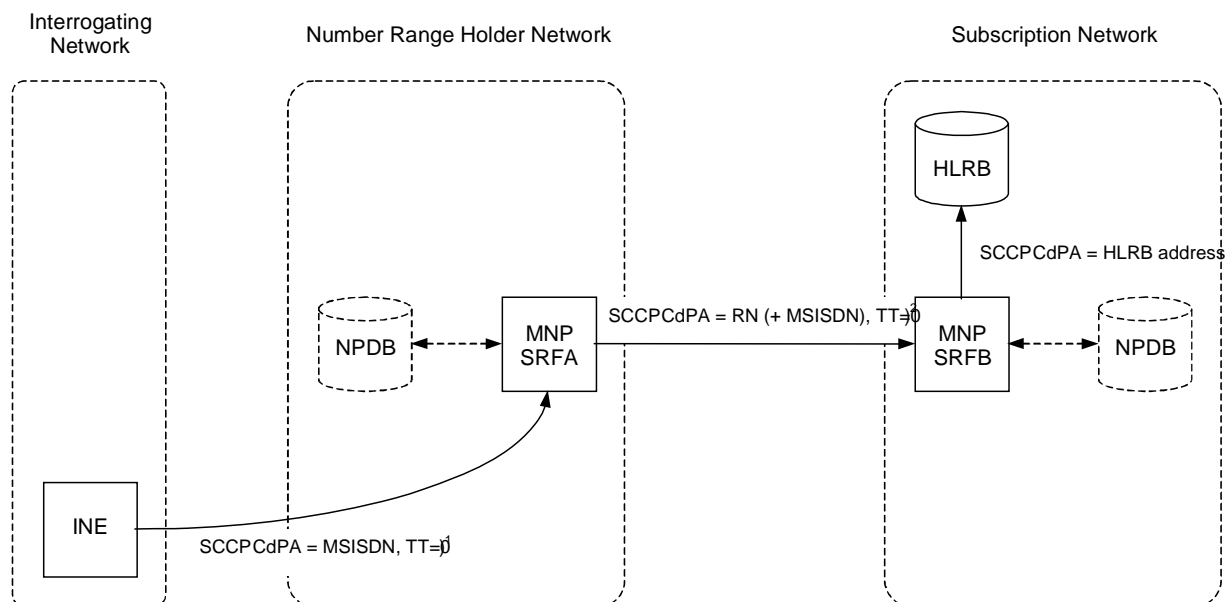 Interrogating
Network
Number Range Holder Network
Subscription Network
HLRB
SCCPCdPA = HLRB address
SCCPCdPA = RN (+ MSISDN), TT=0
NPDB
MNP
SRFA
MNP
SRFB
NPDB
INE
SCCPCdPA = MSISDN, TT=0